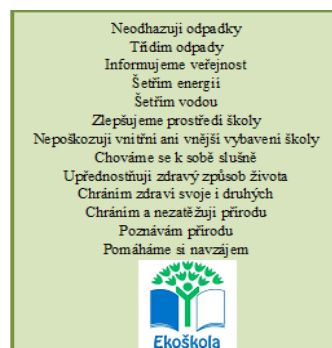 Neodhazuji odpadky
Třídím odpady
Informujeme veřejnost
Šetřím energií
Šetřím vodou
Zlepšujeme prostředí školy
Nepoškozuji vnitřní ani vnější vybavení školy
Chováme se k sobě slušně
Upřednostňuji zdravý způsob života
Chráním zdraví svoje i druhých
Chráním a nezatěžuji přírodu
Poznávám přírodu
Pomáháme si navzájem
Ekoškola